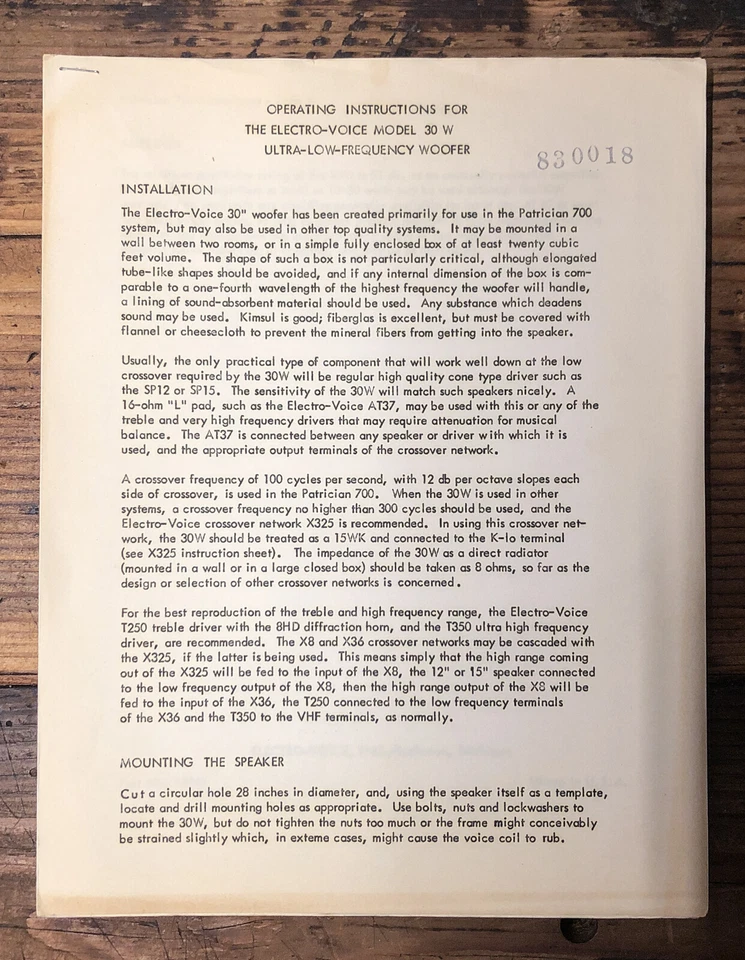 OPERATING INSTRUCTIONS FOR
THE ELECTRO-VOICE MODEL 30 W
ULTRA-LOW-FREQUENCY WOOFER
830018
INSTALLATION
The Electro-Voice 30" woofer has been created primarily for use in the Patrician 700
system, but may also be used in other top quality systems. It may be mounted in a
wall between two rooms, or in a simple fully enclosed box of at least twenty cubic
feet volume. The shape of such a box is not particularly critical, although elongated
tube-like shapes should be avoided, and if any internal dimension of the box is com-
parable to a one-fourth wavelength of the highest frequency the woofer will handle,
a lining of sound-absorbent material should be used. Any substance which deadens
sound may be used. Kimsul is good; fiberglas is excellent, but must be covered with
flannel or cheesecloth to prevent the mineral fibers from getting into the speaker.
Usually, the only practical type of component that will work well down at the low
crossover required by the 30W will be regular high quality cone type driver such as
the SP12 or SP15. The sensitivity of the 30W will match such speakers nicely. A
16-ohm "L" pad, such as the Electro-Voice AT37, may be used with this or any of the
treble and very high frequency drivers that may require attenuation for musical
balance. The AT37 is connected between any speaker or driver with which it is
used, and the appropriate output terminals of the crossover network.
A crossover frequency of 100 cycles per second, with 12 db per octave slopes each
side of crossover, is used in the Patrician 700. When the 30W is used in other
systems, a crossover frequency no higher than 300 cycles should be used, and the
Electro-Voice crossover network X325 is recommended. In using this crossover net-
work, the 30W should be treated as a 15WK and connected to the K-lo terminal
(see X325 instruction sheet). The impedance of the 30W as a direct radiator
(mounted in a wall or in a large closed box) should be taken as 8 ohms, so far as the
design or selection of other crossover networks is concerned.
For the best reproduction of the treble and high frequency range, the Electro-Voice
T250 treble driver with the 8HD diffraction horn, and the T350 ultra high frequency
driver, are recommended. The X8 and X36 crossover networks may be cascaded with
the X325, if the latter is being used. This means simply that the high range coming
out of the X325 will be fed to the input of the X8, the 12" or 15" speaker connected
to the low frequency output of the X8, then the high range output of the X8 will be
fed to the input of the X36, the T250 connected to the low frequency terminals
of the X36 and the T350 to the VHF terminals, as normally.
MOUNTING THE SPEAKER
Cut a circular hole 28 inches in diameter, and, using the speaker itself as a template,
locate and drill mounting holes as appropriate. Use bolts, nuts and lockwashers to
mount the 30W, but do not tighten the nuts too much or the frame might conceivably
be strained slightly which, in exteme cases, might cause the voice coil to rub.